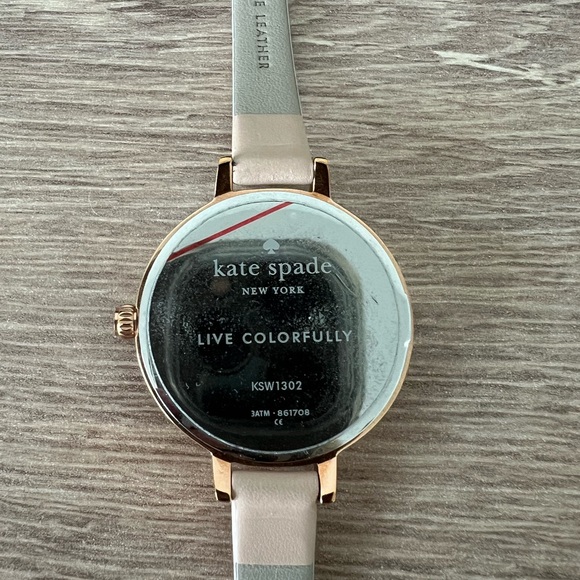 E LEATHER
kate spade
NEW YORK
LIVE COLORFULLY
KSW1302
3ATM · 861708
CE